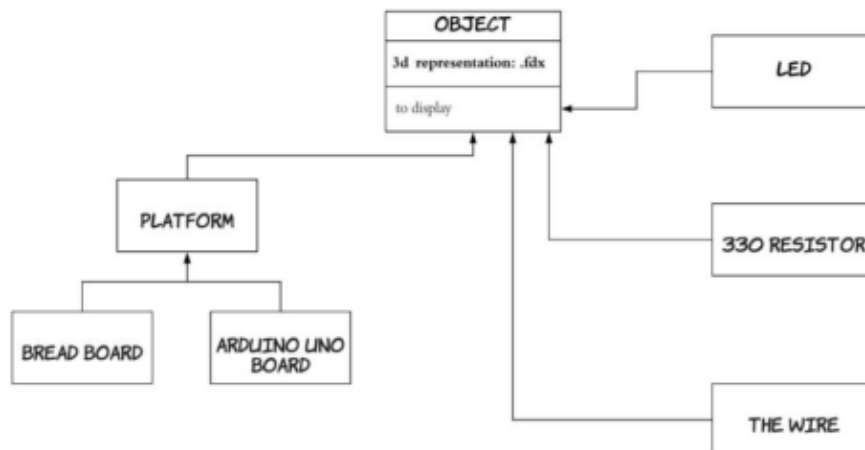 OBJECT
3d representation: .fdx
to display
LED
PLATFORM
330 RESISTOR
BREAD BOARD
ARDUINO UNO
BOARD
THE WIRE